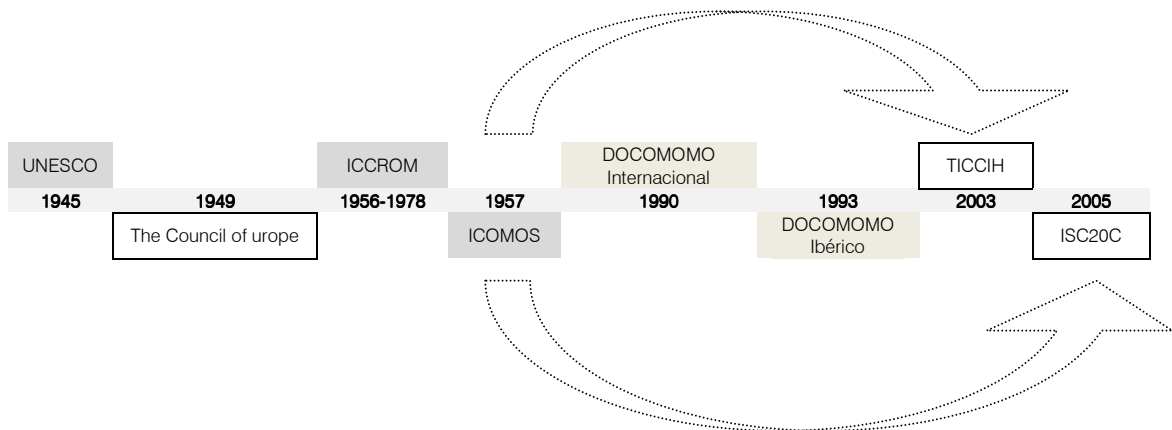 UNESCO
ICCROM
DOCOMOMO
Internacional
TICCIH
1945
1949
1956-1978
1957
1990
1993
2003
2005
The Council of urope
ICOMOS
DOCOMOMO
Ibérico
ISC20C